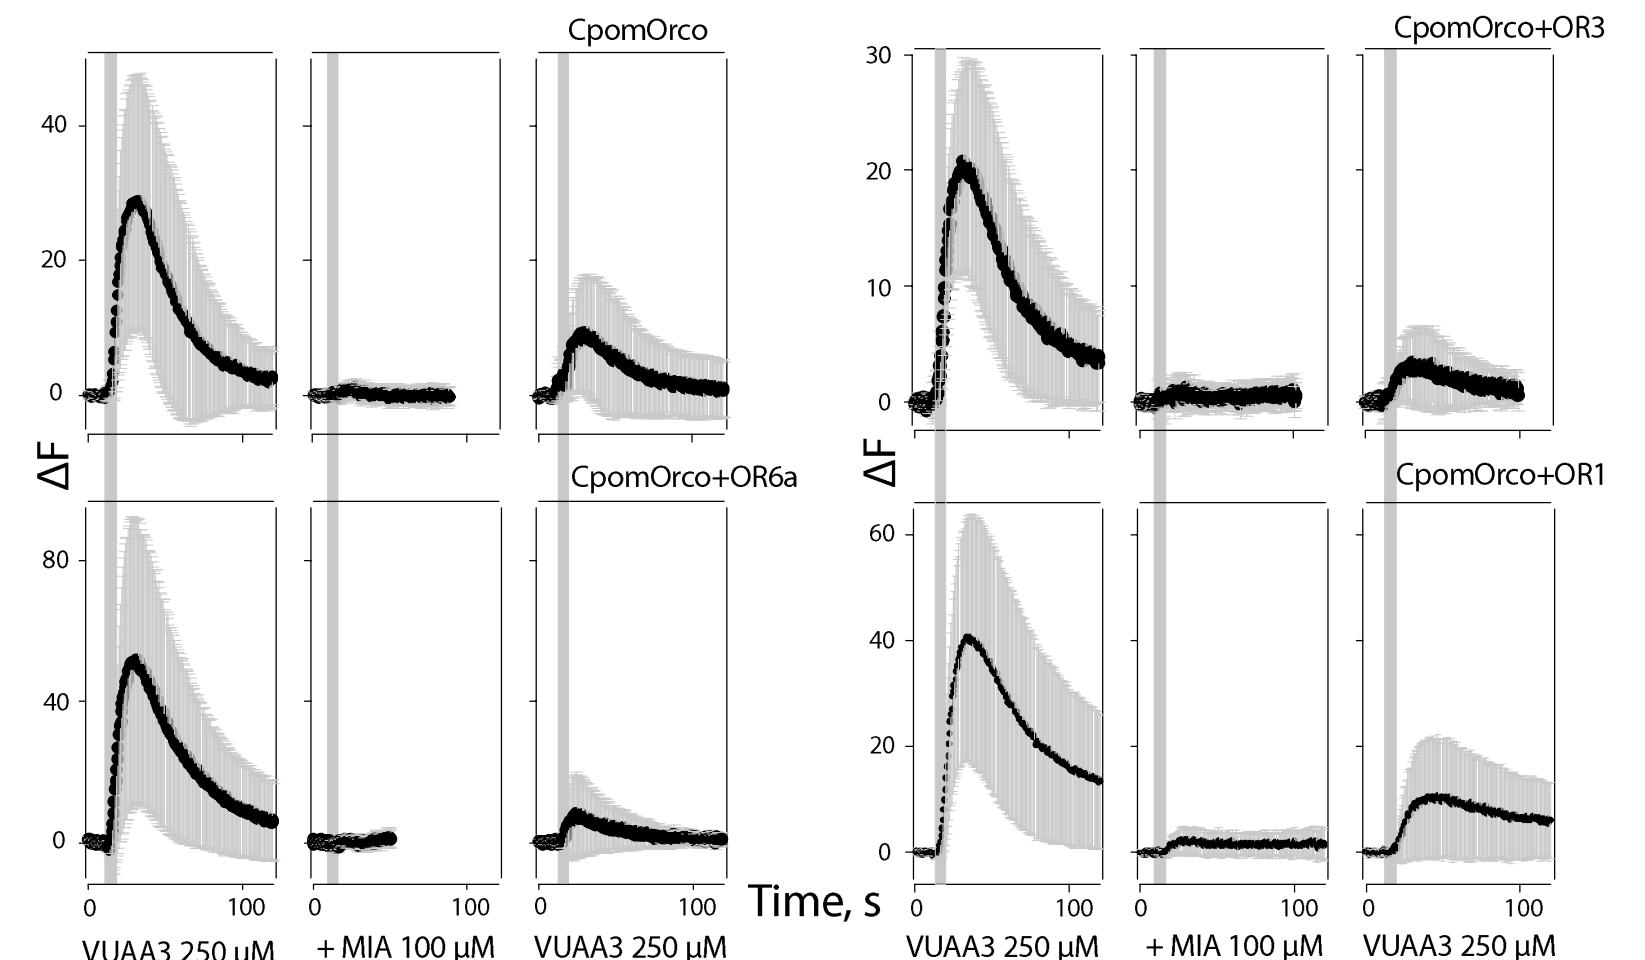 CpomOrco
CpomOrco+OR3
40
20
0
30
20
10
0
ΔF
ΔF
CpomOrco+OR6a
CpomOrco+OR1
80
40
0
60
40
20
0
0 100 0 100 0 100
Time, s
0 100 0 100 0 100
VUAA3 250 µM + MIA 100 µM VUAA3 250 µM
VUAA3 250 µM + MIA 100 µM VUAA3 250 µM